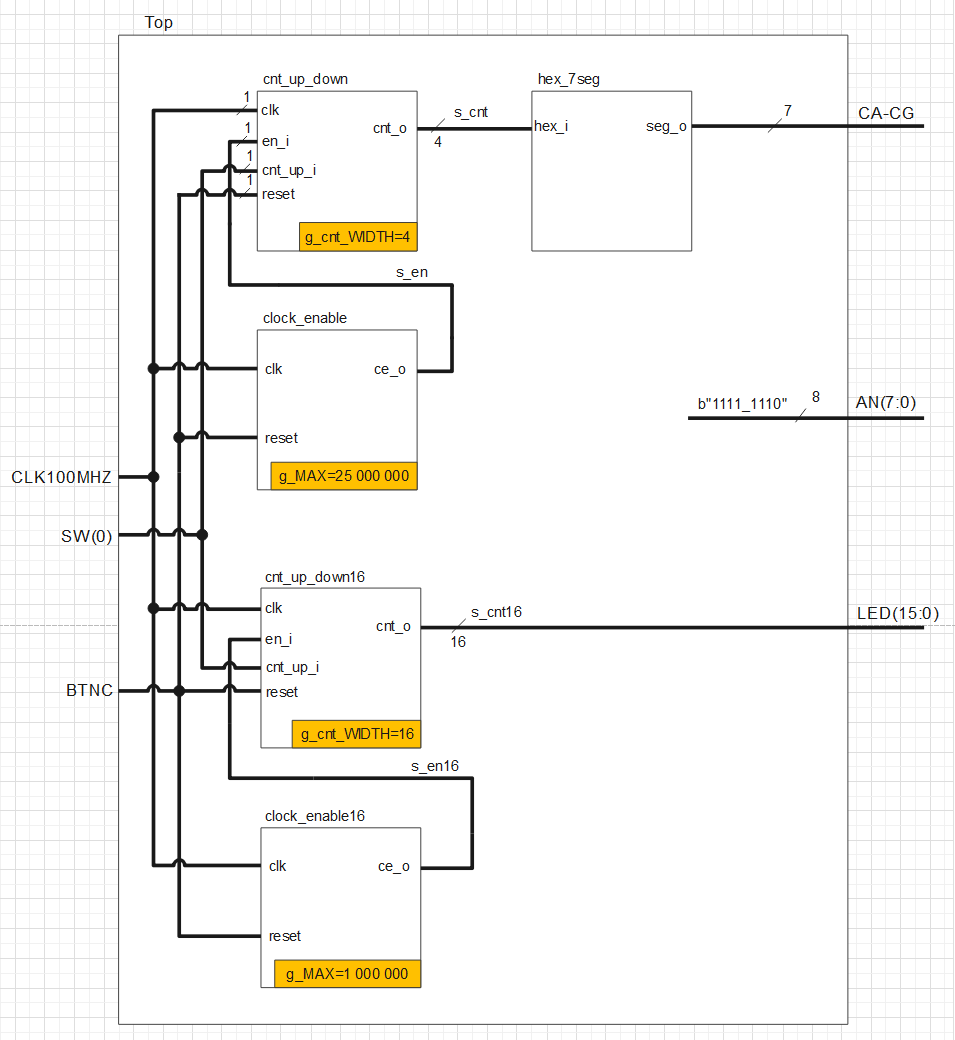 Top
cnt_up_down
hex_7seg
1
clk
s_cnt
7
CA-CG
cnt_o
hex_i
seg_o
1
en_i
4
1
cnt_up_i
1
reset
g_cnt_WIDTH=4
s_en
clock_enable
clk
ce_o
b"1111_1110"
8
AN(7:0)
reset
g_MAX=25 000 000
CLK100MHZ
SW(0)
cnt_up_down16
clk
s_cnt16
LED(15:0)
cnt_o
en_i
16
cnt_up_i
BTNC
reset
g_cnt_WIDTH=16
s_en16
clock_enable16
clk
ce_o
reset
g_MAX=1 000 000